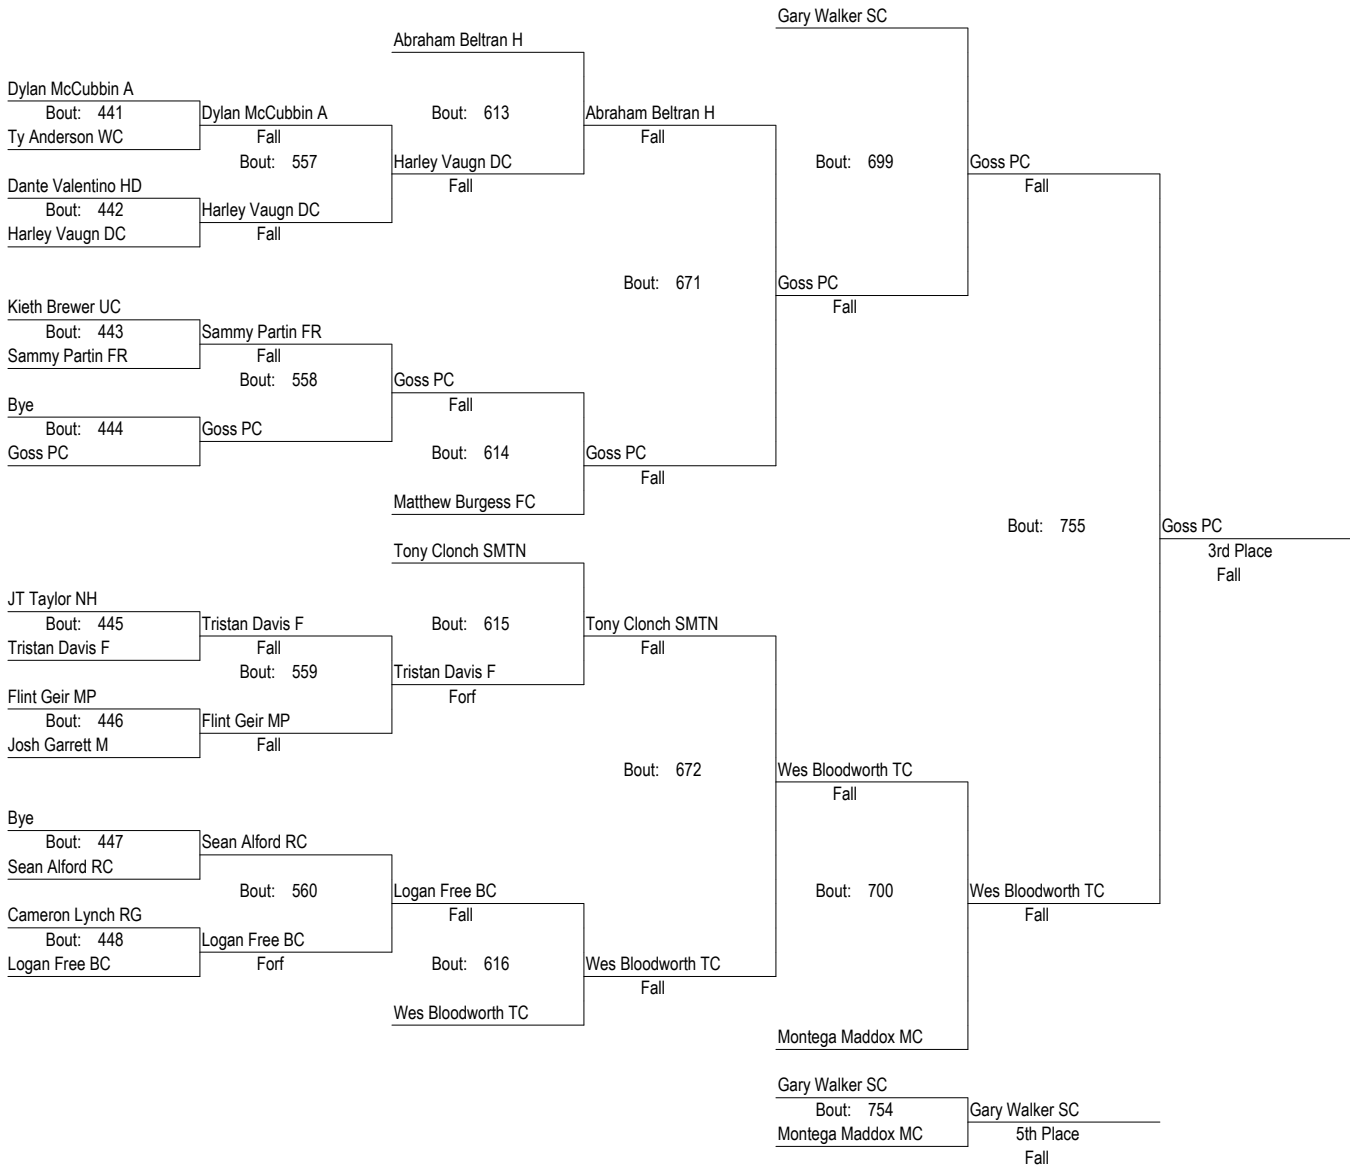 Gary Walker SC
Abraham Beltran H
Dylan McCubbin A
Bout: 441
Dylan McCubbin A
Bout: 613
Abraham Beltran H
Ty Anderson WC
Fall
Fall
Bout: 557
Harley Vaugn DC
Bout: 699
Goss PC
Dante Valentino HD
Fall
Fall
Bout: 442
Harley Vaugn DC
Harley Vaugn DC
Fall
Bout: 671
Goss PC
Kieth Brewer UC
Fall
Bout: 443
Sammy Partin FR
Sammy Partin FR
Fall
Bout: 558
Goss PC
Bye
Fall
Bout: 444
Goss PC
Goss PC
Bout: 614
Goss PC
Fall
Matthew Burgess FC
Bout: 755
Goss PC
Tony Clonch SMTN
3rd Place
Fall
JT Taylor NH
Bout: 445
Tristan Davis F
Bout: 615
Tony Clonch SMTN
Tristan Davis F
Fall
Fall
Bout: 559
Tristan Davis F
Flint Geir MP
Forf
Bout: 446
Flint Geir MP
Josh Garrett M
Fall
Bout: 672
Wes Bloodworth TC
Fall
Bye
Bout: 447
Sean Alford RC
Sean Alford RC
Bout: 560
Logan Free BC
Bout: 700
Wes Bloodworth TC
Cameron Lynch RG
Fall
Fall
Bout: 448
Logan Free BC
Logan Free BC
Forf
Bout: 616
Wes Bloodworth TC
Fall
Wes Bloodworth TC
Montega Maddox MC
Gary Walker SC
Bout: 754
Gary Walker SC
Montega Maddox MC
5th Place
Fall